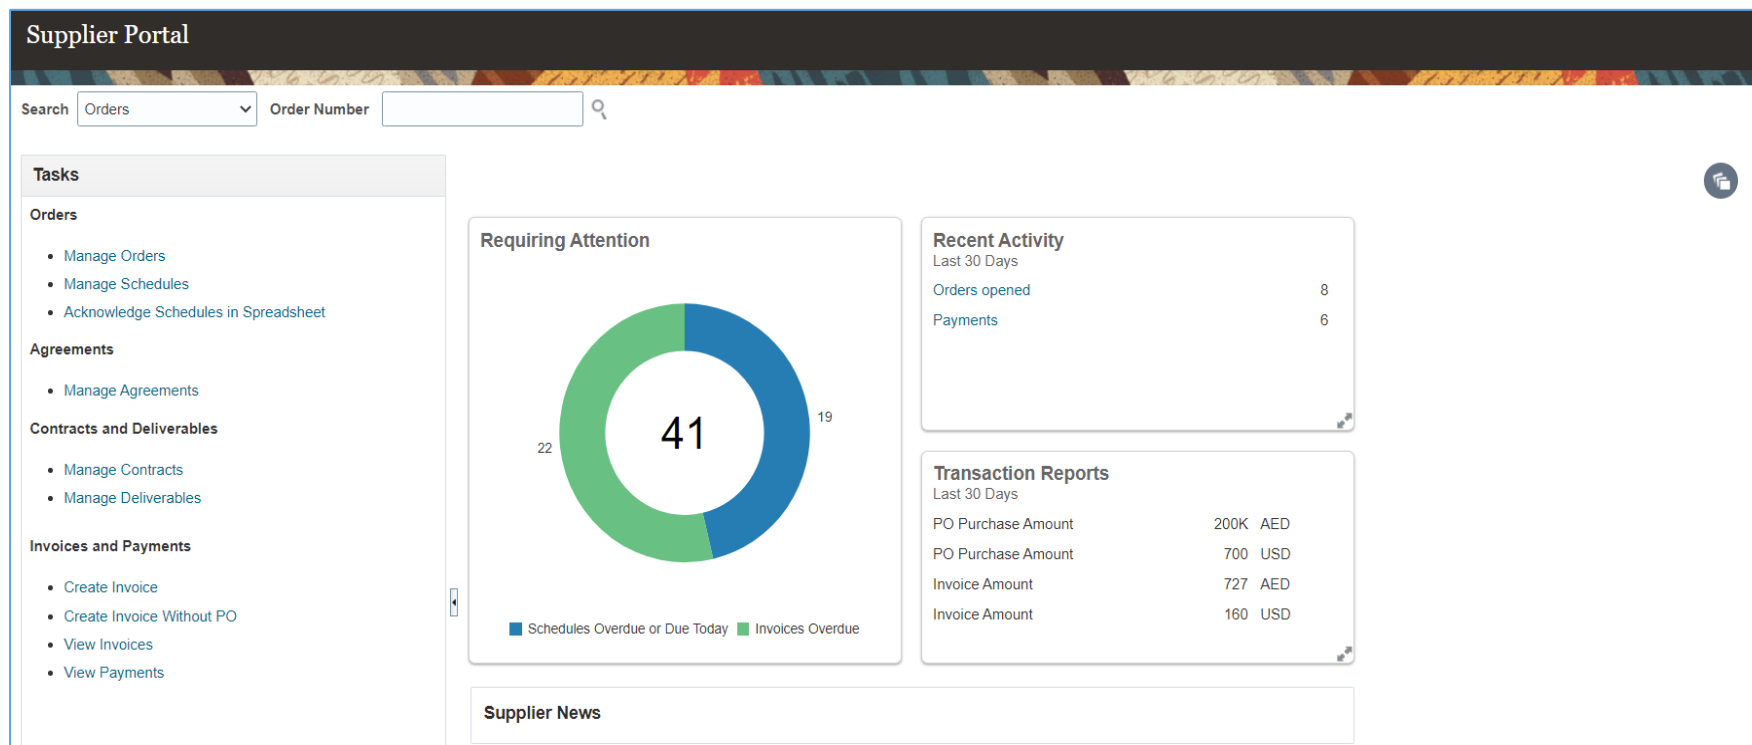 Supplier Portal
Search Orders Order Number
Tasks
Orders
Manage Orders
Manage Schedules
Acknowledge Schedules in Spreadsheet
Agreements
Manage Agreements
Contracts and Deliverables
Manage Contracts
Manage Deliverables
Invoices and Payments
Create Invoice
Create Invoice Without PO
View Invoices
View Payments
Requiring Attention
41
19
22
Schedules Overdue or Due Today Invoices Overdue
Recent Activity
Last 30 Days
Orders opened 8
Payments 6
Transaction Reports
Last 30 Days
PO Purchase Amount 200K AED
PO Purchase Amount 700 USD
Invoice Amount 727 AED
Invoice Amount 160 USD
Supplier News